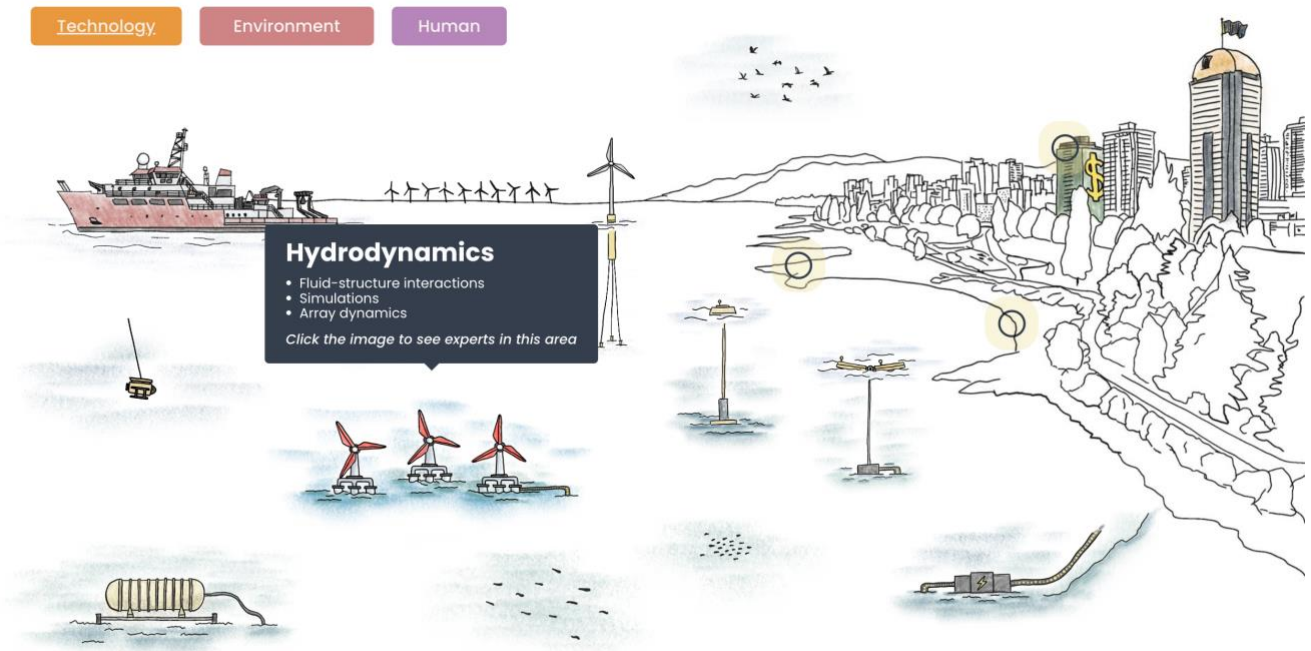 Technology
Environment
Human
$
Hydrodynamics
• Fluid-structure interactions
• Simulations
• Array dynamics
Click the image to see experts in this area